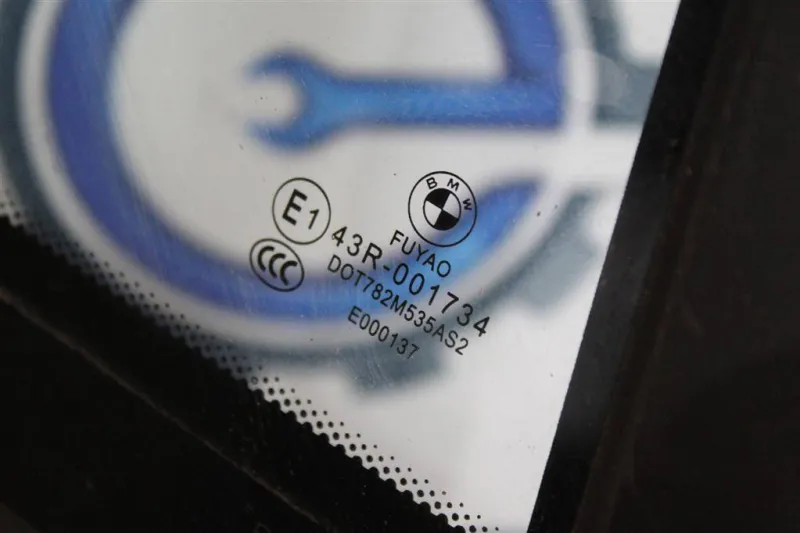 BMW
E1
FUYAO
43R-001734
CCC
DOT782M535AS2
E000137